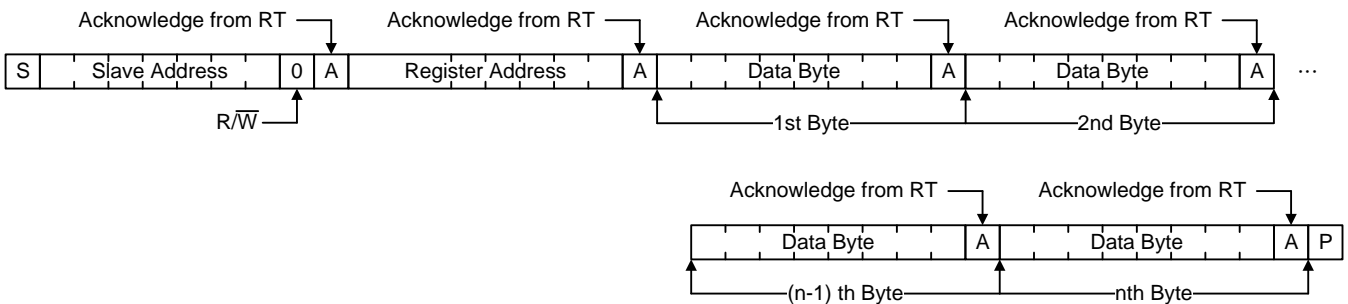 Acknowledge from RT Acknowledge from RT Acknowledge from RT Acknowledge from RT
S Slave Address 0 A Register Address A Data Byte A Data Byte A ...
R/W̅ 1st Byte 2nd Byte
Acknowledge from RT Acknowledge from RT
Data Byte A Data Byte A P
(n-1) th Byte nth Byte